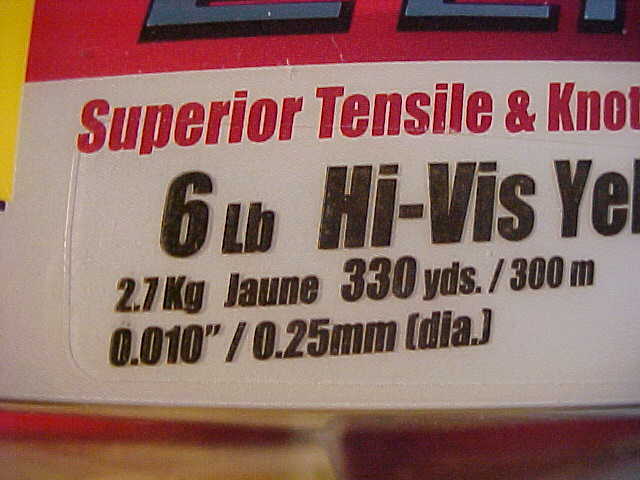 Superior Tensile & Knot
6 Lb Hi-Vis Yel
2.7 Kg Jaune 330 yds. / 300 m
0.010" / 0.25mm (dia.)